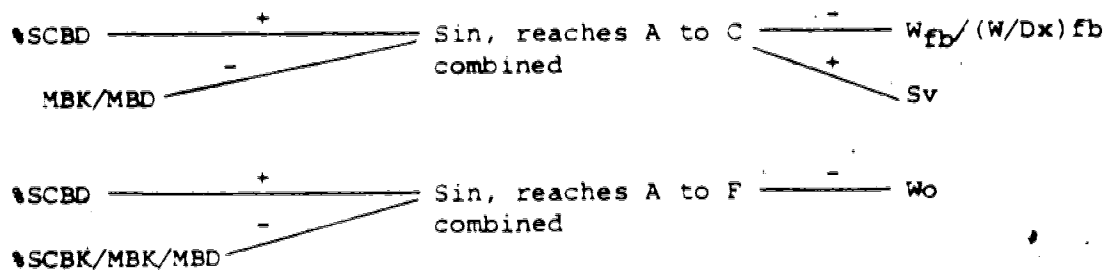 + -
%SCBD Sin, reaches A to C Wfb/(W/Dx)fb
- combined +
MBK/MBD Sv
+ -
%SCBD Sin, reaches A to F Wo
- combined
%SCBK/MBK/MBD